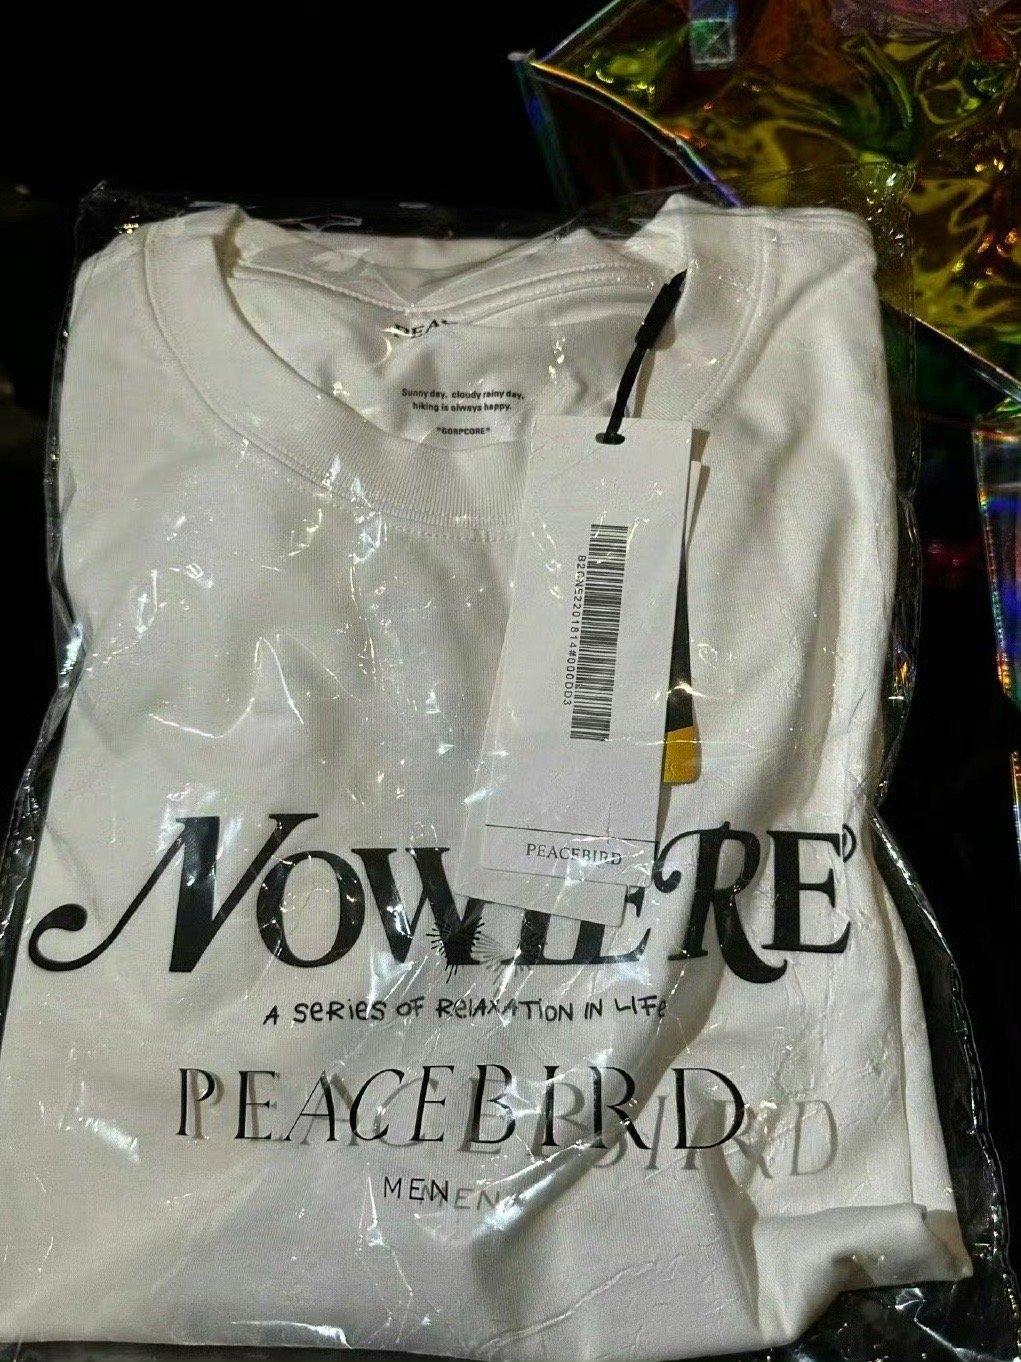 Sunny day, cloudy rainy day,
hiking is always happy.
"GORPCORE"
PEACEBIRD
NOWHERE
A SERIES OF RELAXATION IN LIFE
PEACEBIRD
MEN